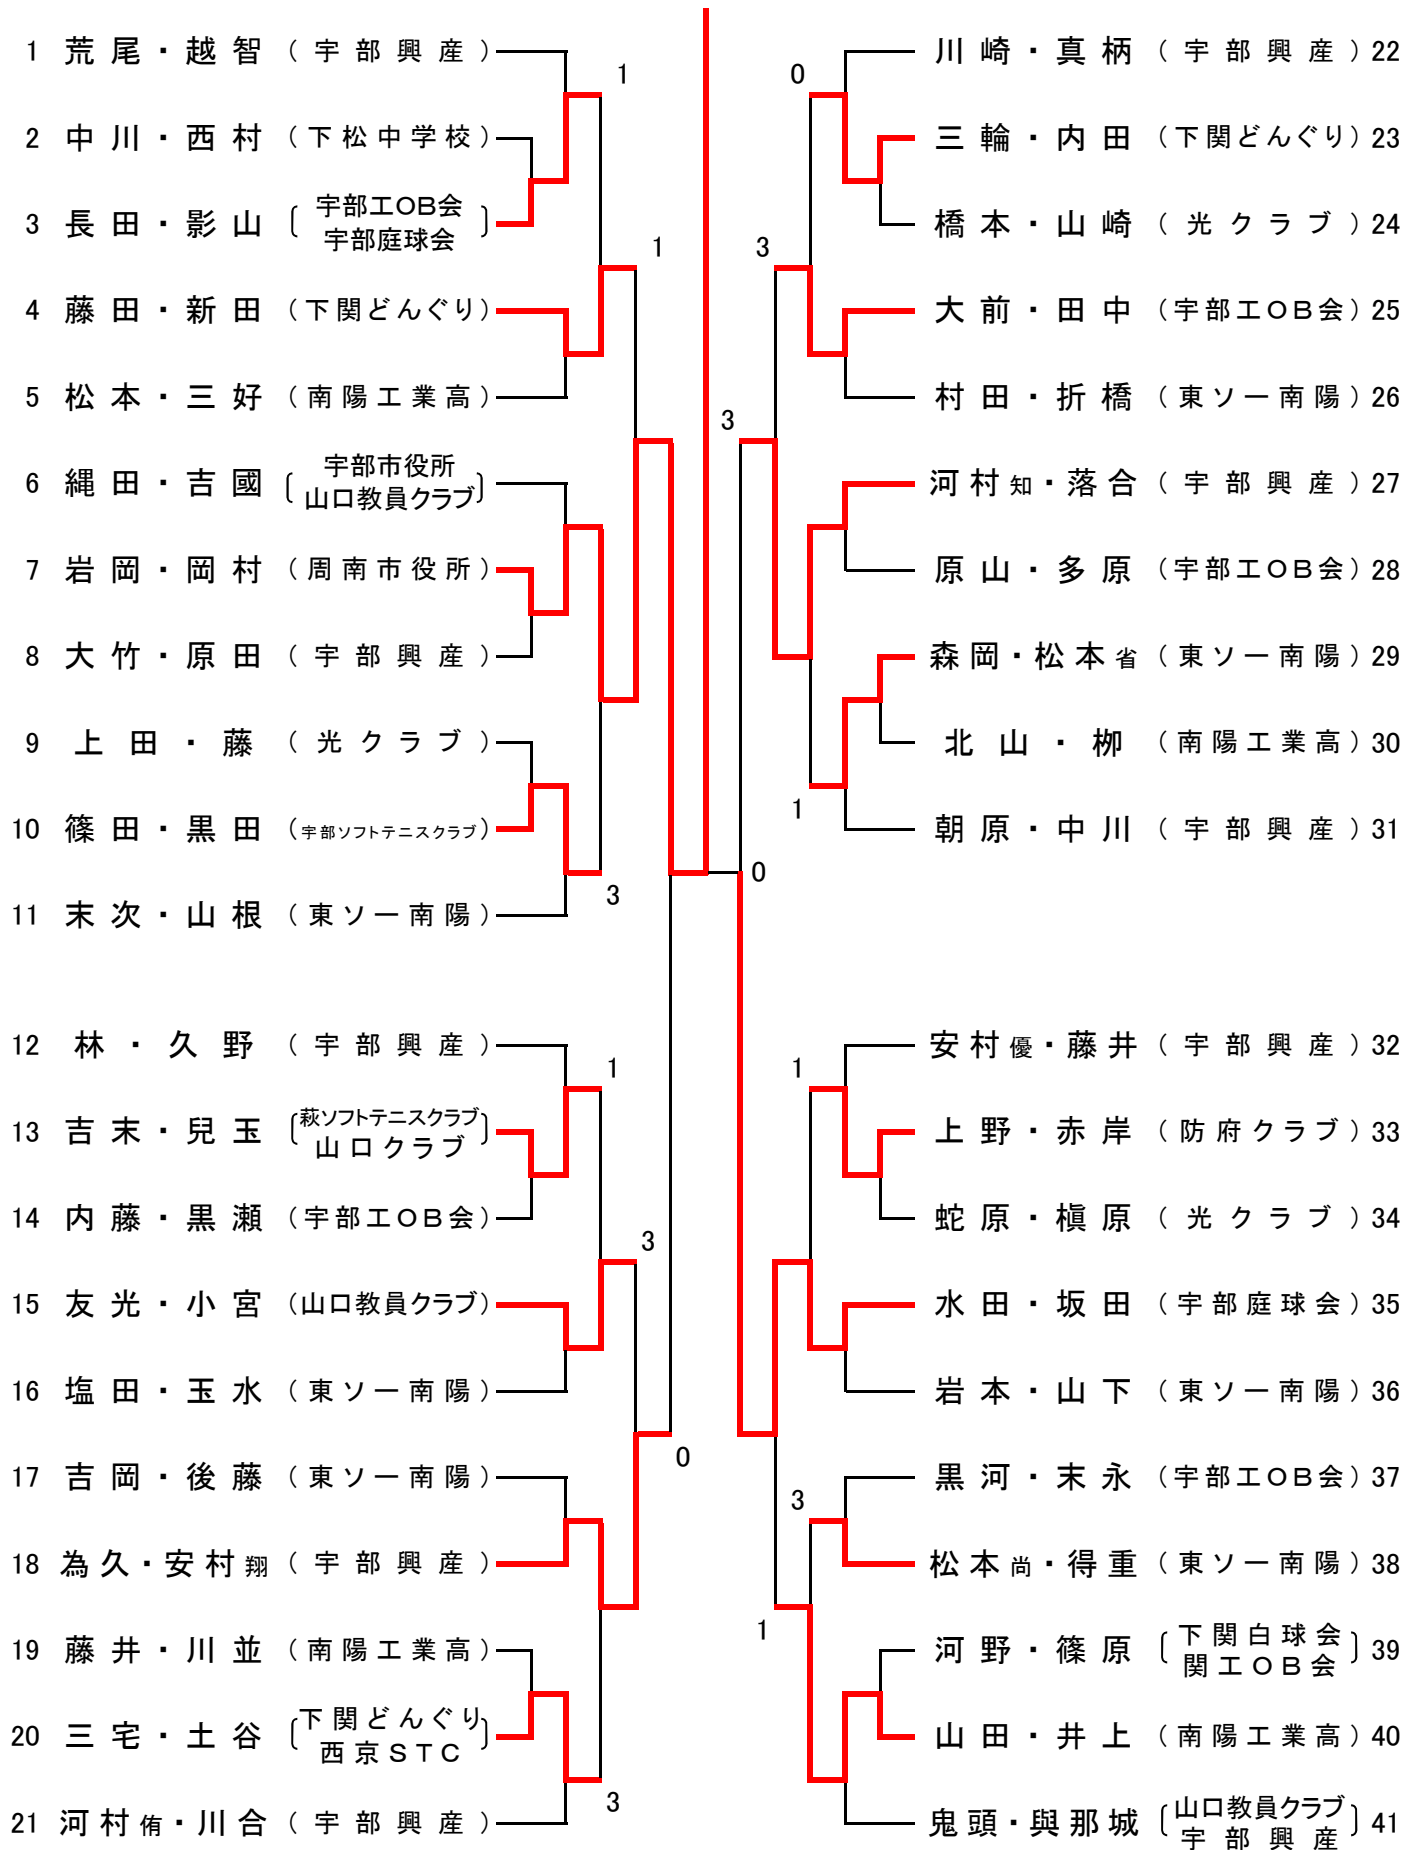 1 荒尾・越智 (宇部興産)
2 中川・西村 (下松中学校)
3 長田・影山 宇部工OB会
宇部庭球会
4 藤田・新田 (下関どんぐり)
5 松本・三好 (南陽工業高)
6 縄田・吉國 宇部市役所
山口教員クラブ
7 岩岡・岡村 (周南市役所)
8 大竹・原田 (宇部興産)
9 上田・藤 (光クラブ)
10 篠田・黒田 (宇部ソフトテニスクラブ)
11 末次・山根 (東ソー南陽)
12 林・久野 (宇部興産)
13 吉末・兒玉 萩ソフトテニスクラブ
山口クラブ
14 内藤・黒瀬 (宇部工OB会)
15 友光・小宮 (山口教員クラブ)
16 塩田・玉水 (東ソー南陽)
17 吉岡・後藤 (東ソー南陽)
18 為久・安村翔 (宇部興産)
19 藤井・川並 (南陽工業高)
20 三宅・土谷 下関どんぐり
西京STC
21 河村侑・川合 (宇部興産)
1
1
3
1
3
0
3
0
3
3
1
0
1
3
1
川崎・真柄 (宇部興産) 22
三輪・内田 (下関どんぐり) 23
橋本・山崎 (光クラブ) 24
大前・田中 (宇部工OB会) 25
村田・折橋 (東ソー南陽) 26
河村知・落合 (宇部興産) 27
原山・多原 (宇部工OB会) 28
森岡・松本省 (東ソー南陽) 29
北山・栁 (南陽工業高) 30
朝原・中川 (宇部興産) 31
安村優・藤井 (宇部興産) 32
上野・赤岸 (防府クラブ) 33
蛇原・槇原 (光クラブ) 34
水田・坂田 (宇部庭球会) 35
岩本・山下 (東ソー南陽) 36
黒河・末永 (宇部工OB会) 37
松本尚・得重 (東ソー南陽) 38
河野・篠原 下関白球会 39
関工OB会
山田・井上 (南陽工業高) 40
鬼頭・與那城 山口教員クラブ 41
宇部興産